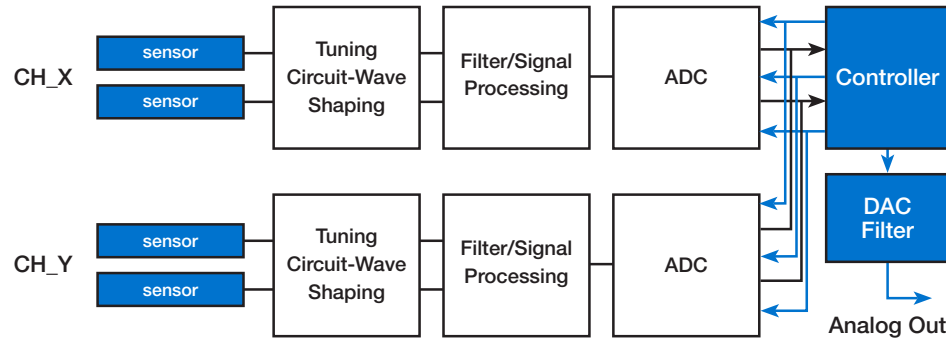 CH_X
sensor
sensor
Tuning
Circuit-Wave
Shaping
Filter/Signal
Processing
ADC
Controller
DAC
Filter
Analog Out
CH_Y
sensor
sensor
Tuning
Circuit-Wave
Shaping
Filter/Signal
Processing
ADC